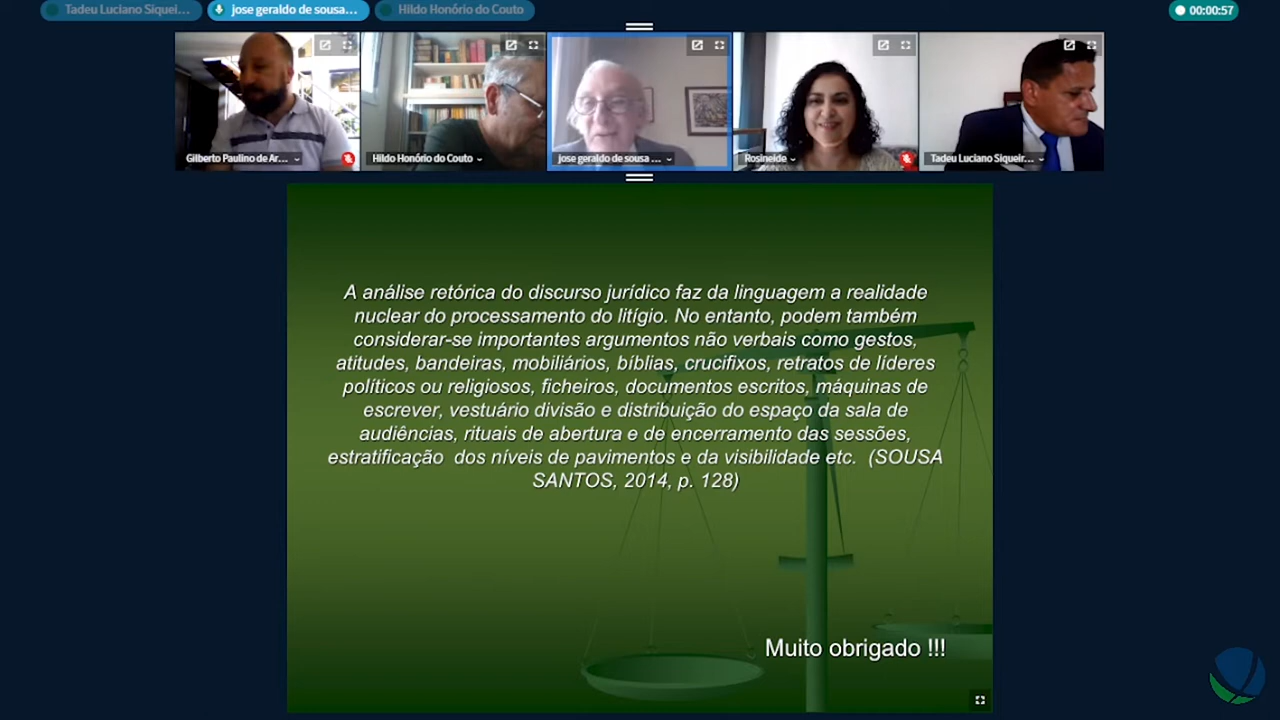 Tadeu Luciano Siquei...
jose geraldo de sousa...
Hildo Honório do Couto
00:00:57
Gilberto Paulino de Ar...
Hildo Honório do Couto
jose geraldo de sousa ...
Rosineide
Tadeu Luciano Siqueir...
A análise retórica do discurso jurídico faz da linguagem a realidade
nuclear do processamento do litígio. No entanto, podem também
considerar-se importantes argumentos não verbais como gestos,
atitudes, bandeiras, mobiliários, bíblias, crucifixos, retratos de líderes
políticos ou religiosos, ficheiros, documentos escritos, máquinas de
escrever, vestuário divisão e distribuição do espaço da sala de
audiências, rituais de abertura e de encerramento das sessões,
estratificação dos níveis de pavimentos e da visibilidade etc. (SOUSA
SANTOS, 2014, p. 128)
Muito obrigado !!!